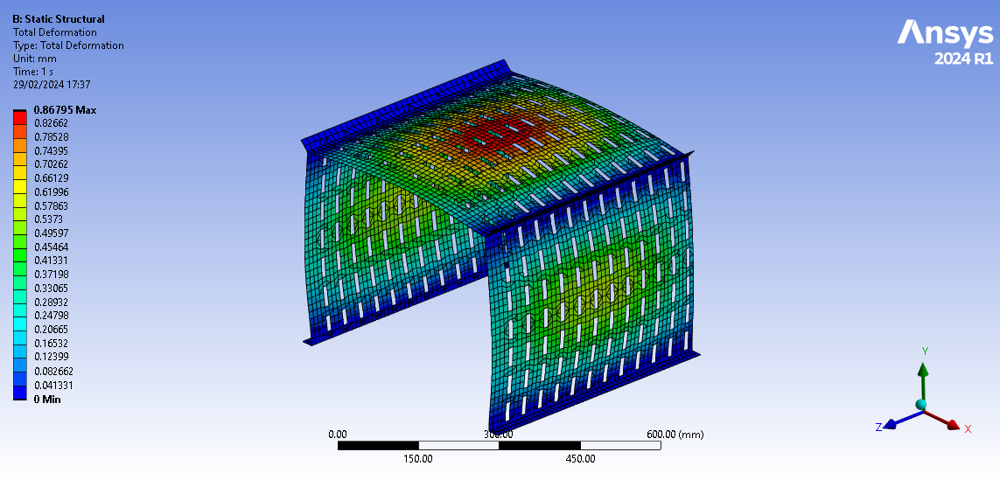 B: Static Structural
Total Deformation
Type: Total Deformation
Unit: mm
Time: 1 s
29/02/2024 17:37
Ansys
2024 R1
0.86795 Max
0.82662
0.78528
0.74395
0.70262
0.66129
0.61996
0.57863
0.5373
0.49597
0.45464
0.41331
0.37198
0.33065
0.28932
0.24798
0.20665
0.16532
0.12399
0.082662
0.041331
0 Min
0.00 300.00 600.00 (mm)
150.00 450.00
Y
Z X